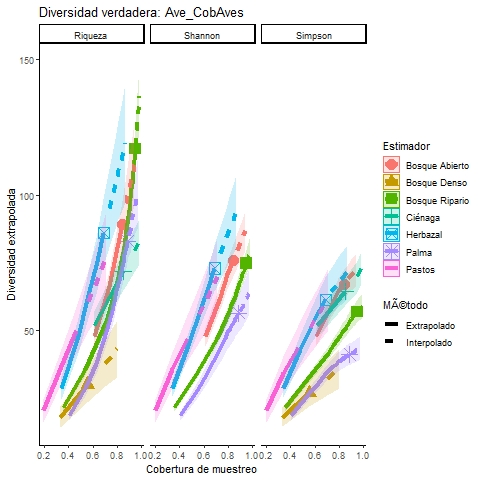 Diversidad verdadera: Ave_CobAves
Riqueza
Shannon
Simpson
150
100
50
Diversidad extrapolada
0.2 0.4 0.6 0.8 1.0
0.2 0.4 0.6 0.8 1.0
0.2 0.4 0.6 0.8 1.0
Cobertura de muestreo
Estimador
Bosque Abierto
Bosque Denso
Bosque Ripario
Ciénaga
Herbazal
Palma
Pastos
MÃ©todo
Extrapolado
Interpolado